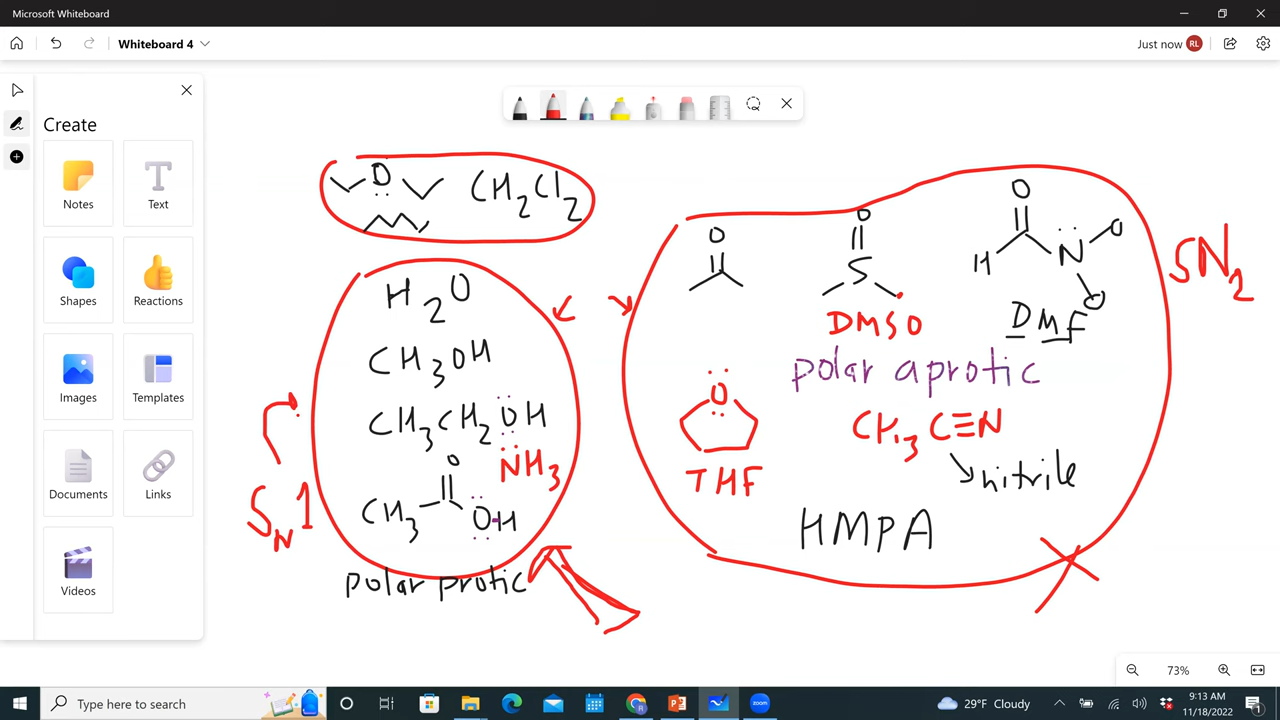 Microsoft Whiteboard
Whiteboard 4
Just now RL
Create
Notes
Text
Shapes
Reactions
Images
Templates
Documents
Links
Videos
O CH2Cl2
H2O
CH3OH
CH3CH2OH
NH3
O
CH3 OH
polar protic
SN1
O
O
S
DMSO
O
H N
DMF
SN2
polar aprotic
O
THF
CH3C≡N
nitrile
HMPA
73%
Type here to search
29°F Cloudy
9:13 AM
11/18/2022
1